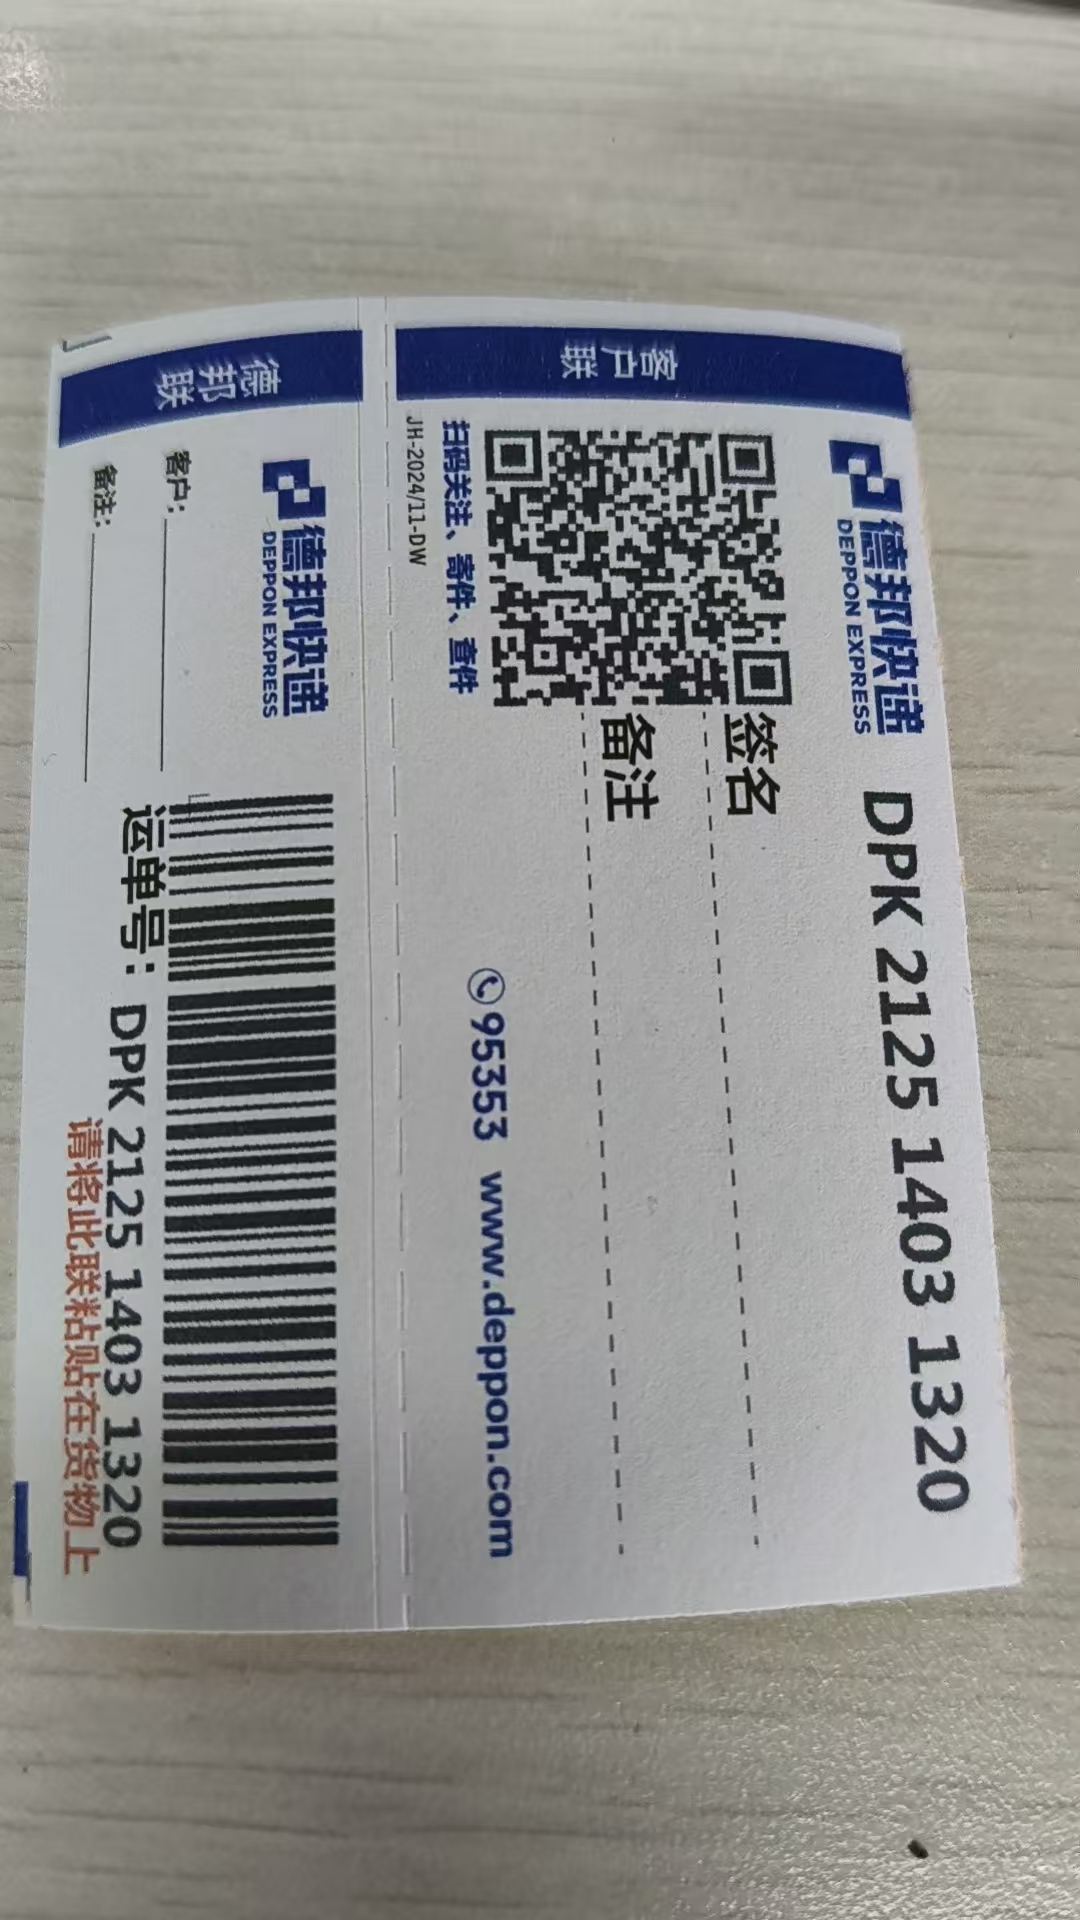 客户联
德邦快递
DEPPON EXPRESS
DPK 2125 1403 1320
签名
备注
95353 www.deppon.com
扫码关注、寄件、查件
JH-2024/11-DW
德邦联
德邦快递
DEPPON EXPRESS
客户：
备注：
运单号：DPK 2125 1403 1320
请将此联粘贴在货物上